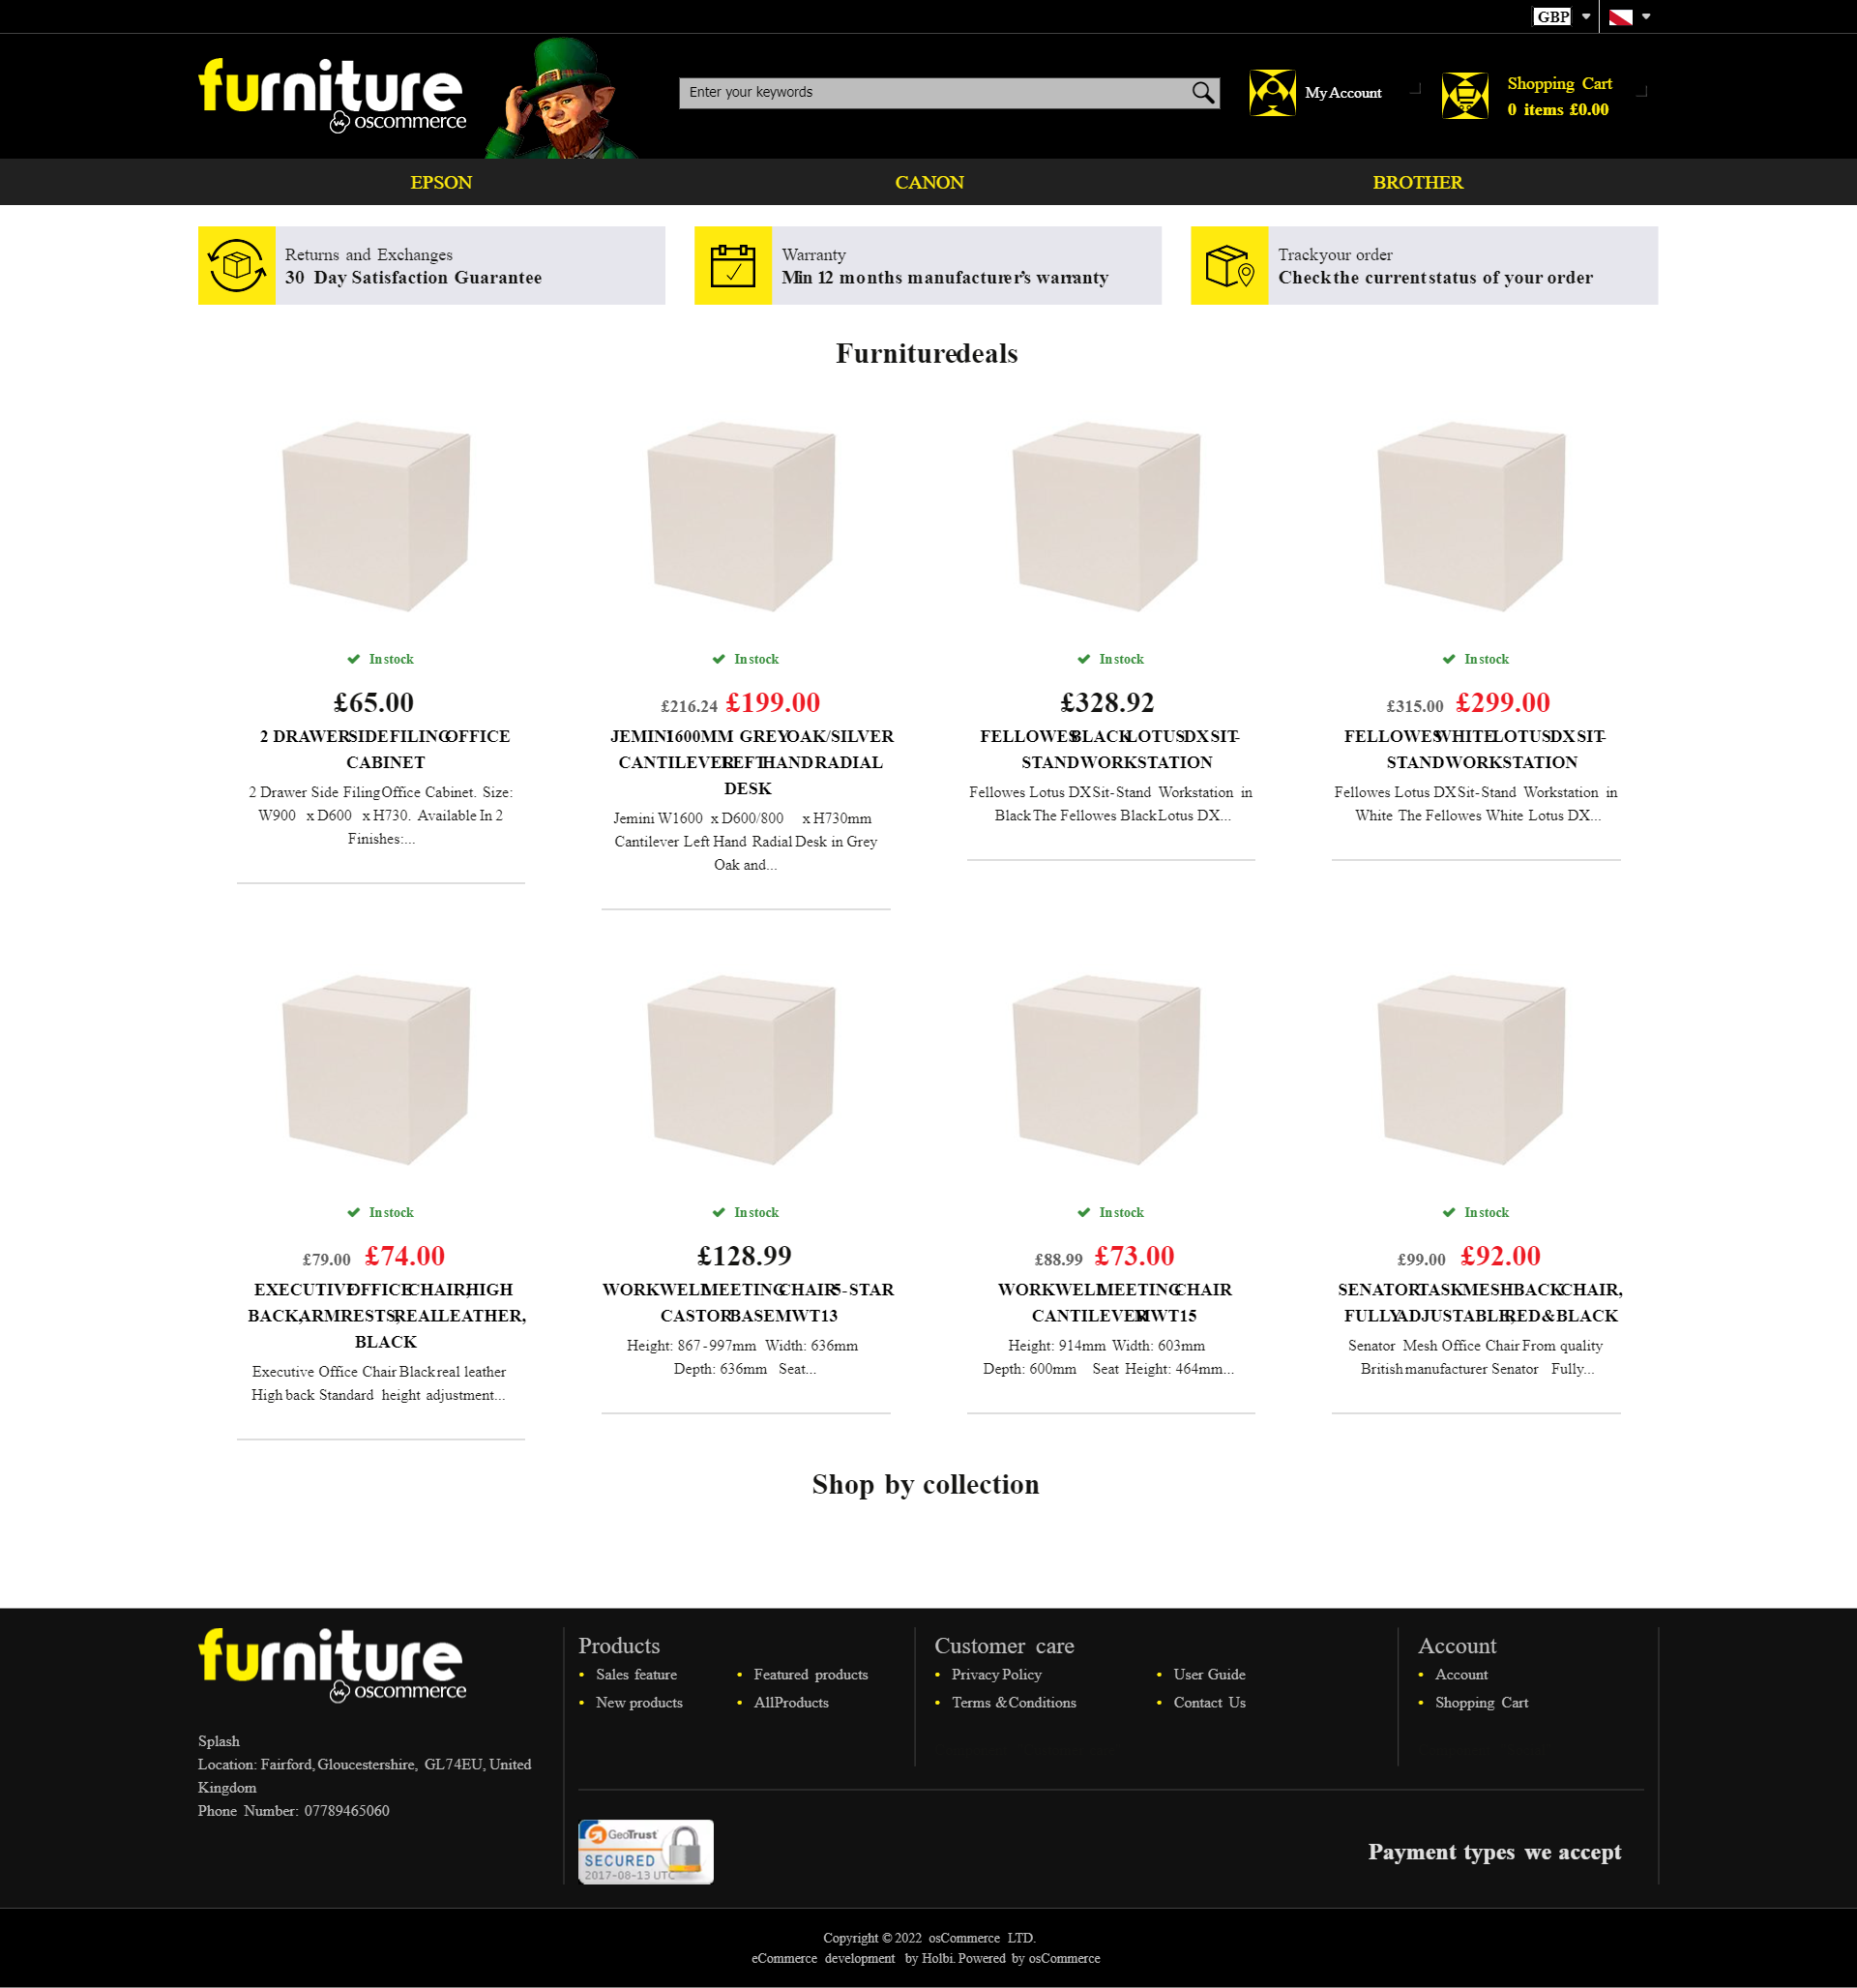 GBP
furniture
v4 oscommerce
Enter your keywords
My Account
Shopping Cart
0 items £0.00
EPSON CANON BROTHER
Returns and Exchanges
30 Day Satisfaction Guarantee
Warranty
Min 12 months manufacturer's warranty
Track your order
Check the current status of your order
Furniture deals
In stock
£65.00
2 DRAWER SIDE FILING OFFICE
CABINET
2 Drawer Side Filing Office Cabinet. Size:
W900 x D600 x H730. Available In 2
Finishes:...
In stock
£216.24 £199.00
JEMINI 1600MM GREY OAK/SILVER
CANTILEVER LEFT HAND RADIAL
DESK
Jemini W1600 x D600/800 x H730mm
Cantilever Left Hand Radial Desk in Grey
Oak and...
In stock
£328.92
FELLOWES BLACK LOTUS DX SIT-
STAND WORKSTATION
Fellowes Lotus DX Sit-Stand Workstation in
Black The Fellowes Black Lotus DX...
In stock
£315.00 £299.00
FELLOWES WHITE LOTUS DX SIT-
STAND WORKSTATION
Fellowes Lotus DX Sit-Stand Workstation in
White The Fellowes White Lotus DX...
In stock
£79.00 £74.00
EXECUTIVE OFFICE CHAIR, HIGH
BACK, ARMRESTS, REAL LEATHER,
BLACK
Executive Office Chair Black real leather
High back Standard height adjustment...
In stock
£128.99
WORKWELL MEETING CHAIR 5-STAR
CASTOR BASE MWT13
Height: 867-997mm Width: 636mm
Depth: 636mm Seat...
In stock
£88.99 £73.00
WORKWELL MEETING CHAIR
CANTILEVER MWT15
Height: 914mm Width: 603mm
Depth: 600mm Seat Height: 464mm...
In stock
£99.00 £92.00
SENATOR TASK MESH BACK CHAIR,
FULLY ADJUSTABLE, RED & BLACK
Senator Mesh Office Chair From quality
British manufacturer Senator Fully...
Shop by collection
furniture
v4 oscommerce
Splash
Location: Fairford, Gloucestershire, GL74EU, United
Kingdom
Phone Number: 07789465060
Products
Sales feature
New products
Featured products
All Products
Customer care
Privacy Policy
Terms & Conditions
User Guide
Contact Us
Account
Account
Shopping Cart
GeoTrust
SECURED
2017-08-13 UTC
Payment types we accept
Copyright © 2022 osCommerce LTD.
eCommerce development by Holbi. Powered by osCommerce